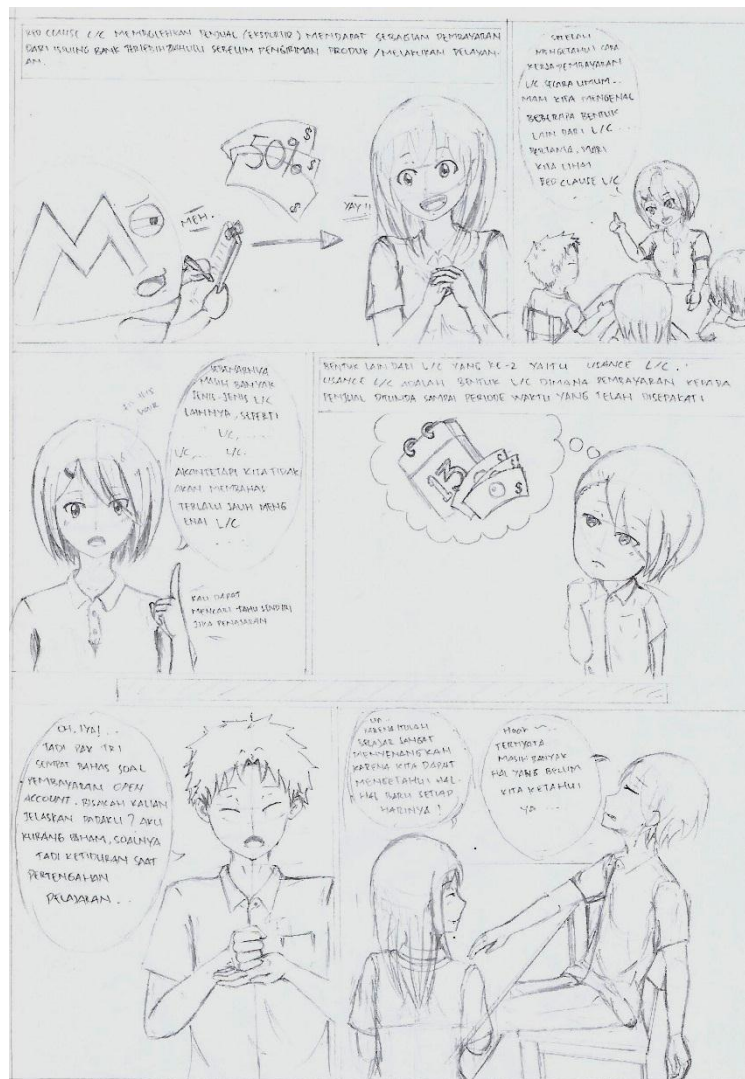 SETELAH
MENGETAHUI CARA
KERJA PEMBAYARAN
L/C SECARA UMUM...
MARI KITA MENGENAL
BEBERAPA BENTUK
LAIN DARI L/C...
PERTAMA, MARI
KITA LIHAT
RED CLAUSE L/C
RED CLAUSE L/C MEMBOLEHKAN PENJUAL (EKSPORTIR) MENDAPAT SEBAGIAN PEMBAYARAN
DARI ISSUING BANK TERLEBIH DAHULU SEBELUM PENGIRIMAN PRODUK /MELAKUKAN PELAYAN-
AN.
50%
$
$
$
MEH.
YAY!!
BENTUK LAIN DARI L/C YANG KE-2 YAITU USANCE L/C.
USANCE L/C ADALAH BENTUK L/C DIMANA PEMBAYARAN KEPADA
PENJUAL DITUNDA SAMPAI PERIODE WAKTU YANG TELAH DISEPAKATI
13
$
SEBENARNYA
MASIH BANYAK
JENIS-JENIS L/C
LAINNYA, SEPERTI
L/C, ....
L/C, .. L/C.
AKANTETAPI KITA TIDAK
AKAN MEMBAHAS
TERLALU JAUH MENG
ENAI L/C
DAPAT
MENCARI TAHU SENDIRI
JIKA PENASARAN
HAAH ~..
TERNYATA
MASIH BANYAK
HAL YANG BELUM
KITA KETAHUI
YA ...
KARENA ITULAH
BELAJAR SANGAT
MENYENANGKAN
KARENA KITA DAPAT
MENGETAHUI HAL-
HAL BARU SETIAP
HARINYA!
OH, IYA!..
TADI PAK TRI
SEMPAT BAHAS SOAL
PEMBAYARAN OPEN
ACCOUNT. BISAKAH KALIAN
JELASKAN PADAKU? AKU
KURANG PAHAM, SOALNYA
TADI KETIDURAN SAAT
PERTENGAHAN
PELAJARAN..